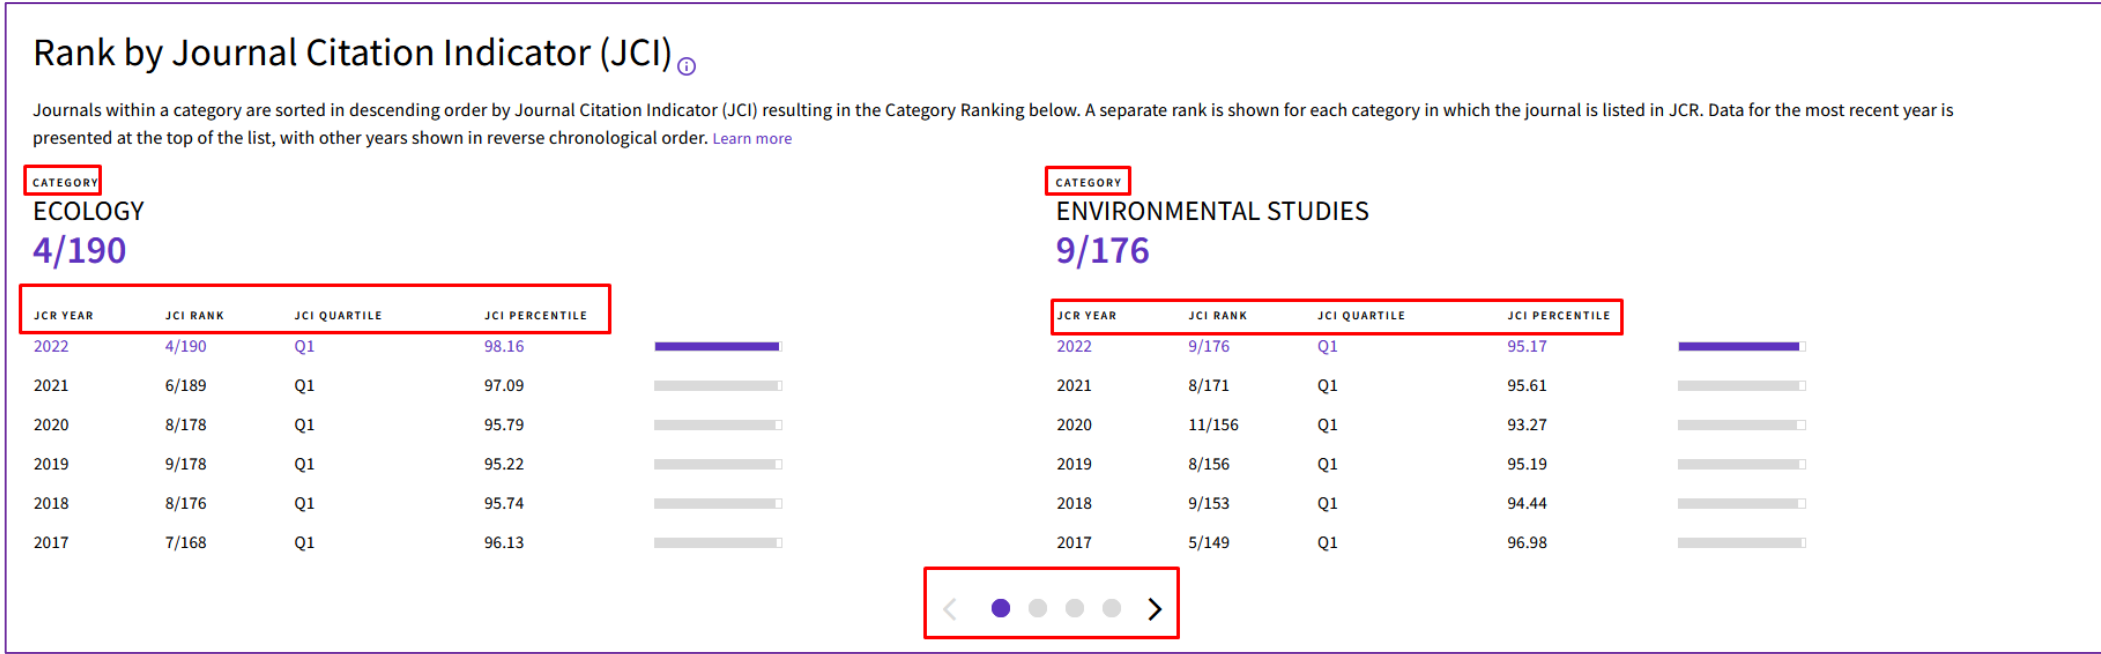 Rank by Journal Citation Indicator (JCI)
Journals within a category are sorted in descending order by Journal Citation Indicator (JCI) resulting in the Category Ranking below. A separate rank is shown for each category in which the journal is listed in JCR. Data for the most recent year is
presented at the top of the list, with other years shown in reverse chronological order. Learn more
CATEGORY
ECOLOGY
4/190
JCR YEAR JCI RANK JCI QUARTILE JCI PERCENTILE
2022 4/190 Q1 98.16
2021 6/189 Q1 97.09
2020 8/178 Q1 95.79
2019 9/178 Q1 95.22
2018 8/176 Q1 95.74
2017 7/168 Q1 96.13
CATEGORY
ENVIRONMENTAL STUDIES
9/176
JCR YEAR JCI RANK JCI QUARTILE JCI PERCENTILE
2022 9/176 Q1 95.17
2021 8/171 Q1 95.61
2020 11/156 Q1 93.27
2019 8/156 Q1 95.19
2018 9/153 Q1 94.44
2017 5/149 Q1 96.98